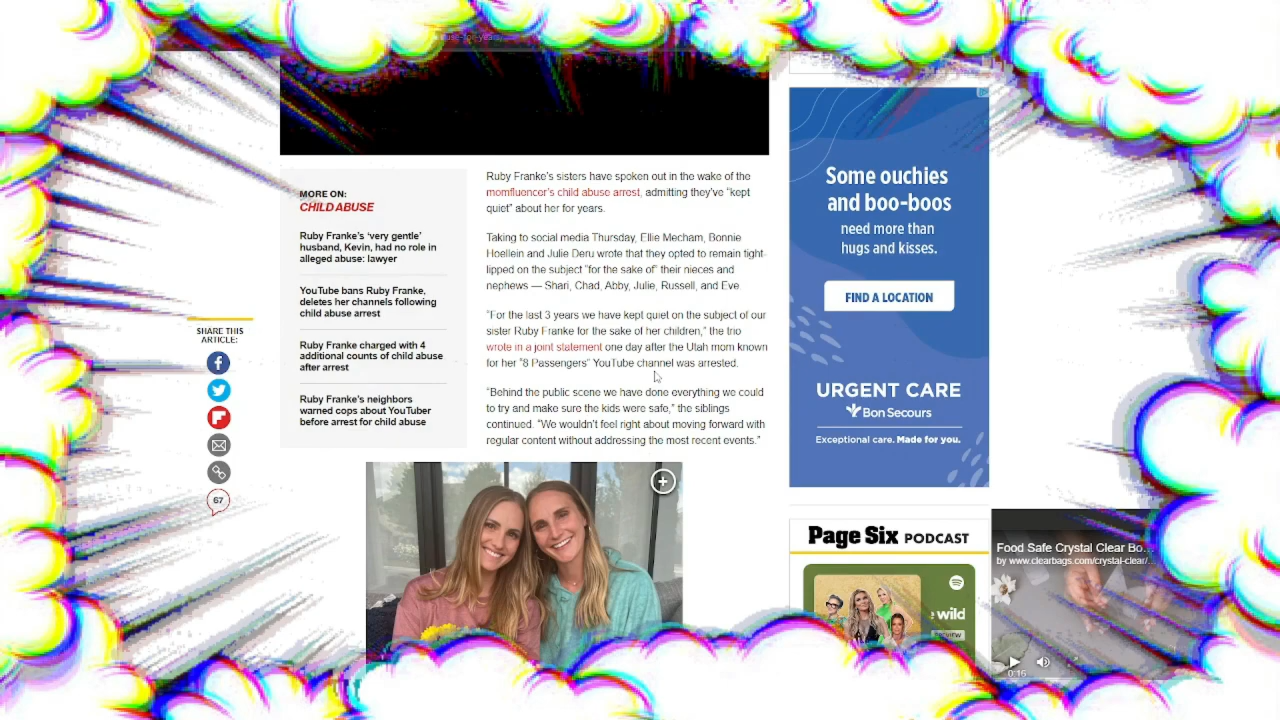 MORE ON:
CHILD ABUSE
Ruby Franke's ‘very gentle’
husband, Kevin, had no role in
alleged abuse: lawyer
YouTube bans Ruby Franke,
deletes her channels following
child abuse arrest
Ruby Franke charged with 4
additional counts of child abuse
after arrest
Ruby Franke's neighbors
warned cops about YouTuber
before arrest for child abuse
SHARE THIS
ARTICLE:
67
Ruby Franke's sisters have spoken out in the wake of the
momfluencer's child abuse arrest, admitting they've “kept
quiet” about her for years.
Taking to social media Thursday, Ellie Mecham, Bonnie
Hoellein and Julie Deru wrote that they opted to remain tight-
lipped on the subject “for the sake of” their nieces and
nephews — Shari, Chad, Abby, Julie, Russell, and Eve
“For the last 3 years we have kept quiet on the subject of our
sister Ruby Franke for the sake of her children,” the trio
wrote in a joint statement one day after the Utah mom known
for her “8 Passengers” YouTube channel was arrested.
“Behind the public scene we have done everything we could
to try and make sure the kids were safe,” the siblings
continued. “We wouldn't feel right about moving forward with
regular content without addressing the most recent events.”
Some ouchies
and boo-boos
need more than
hugs and kisses.
FIND A LOCATION
URGENT CARE
Bon Secours
Exceptional care. Made for you.
Page Six PODCAST
wild
Food Safe Crystal Clear Bo...
by www.clearbags.com/crystal-clear/...
0:16